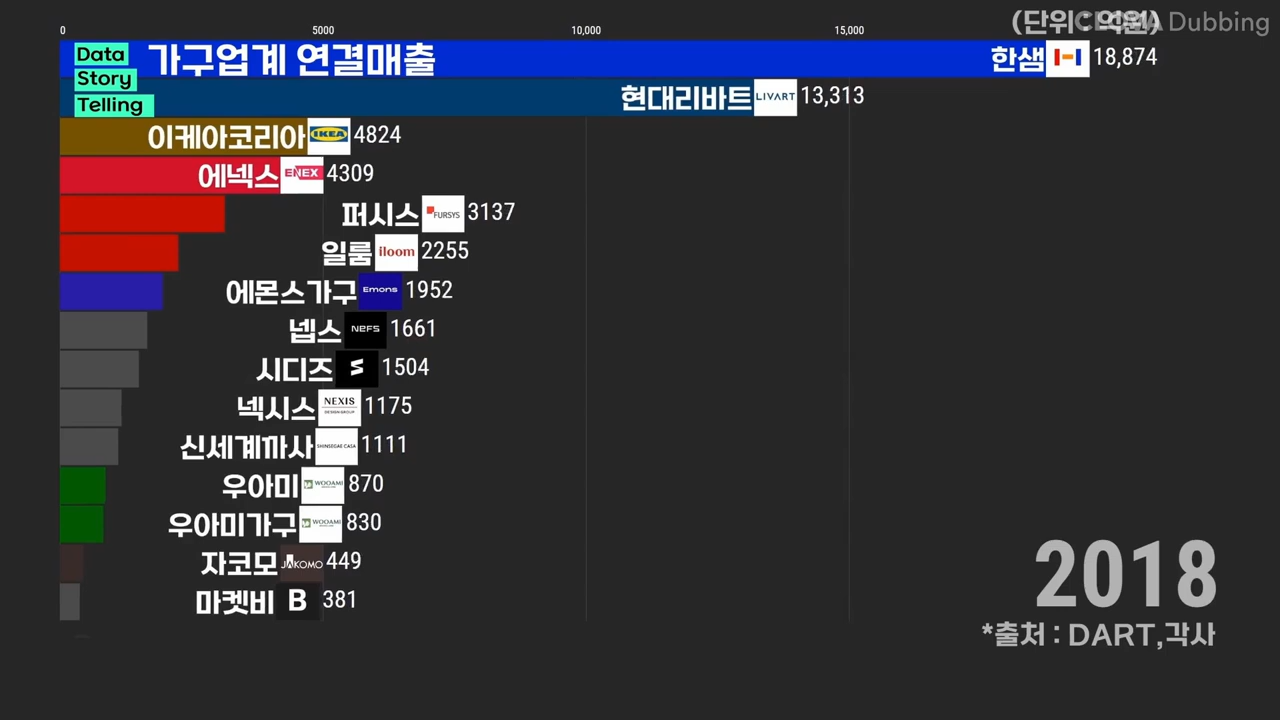 0 5000 10,000 15,000
(단위 : 억원)
Dubbing
Data
Story
Telling
가구업계 연결매출
한샘 18,874
현대리바트 LIVART 13,313
이케아코리아 IKEA 4824
에넥스 ENEX 4309
퍼시스 FURSYS 3137
일룸 iloom 2255
에몬스가구 Emons 1952
넵스 NEFS 1661
시디즈 1504
넥시스 NEXIS DESIGN GROUP 1175
신세계까사 SHINSEGAE CASA 1111
우아미 WOOAMI 870
우아미가구 WOOAMI 830
자코모 JAKOMO 449
마켓비 B 381
2018
*출처 : DART,각사